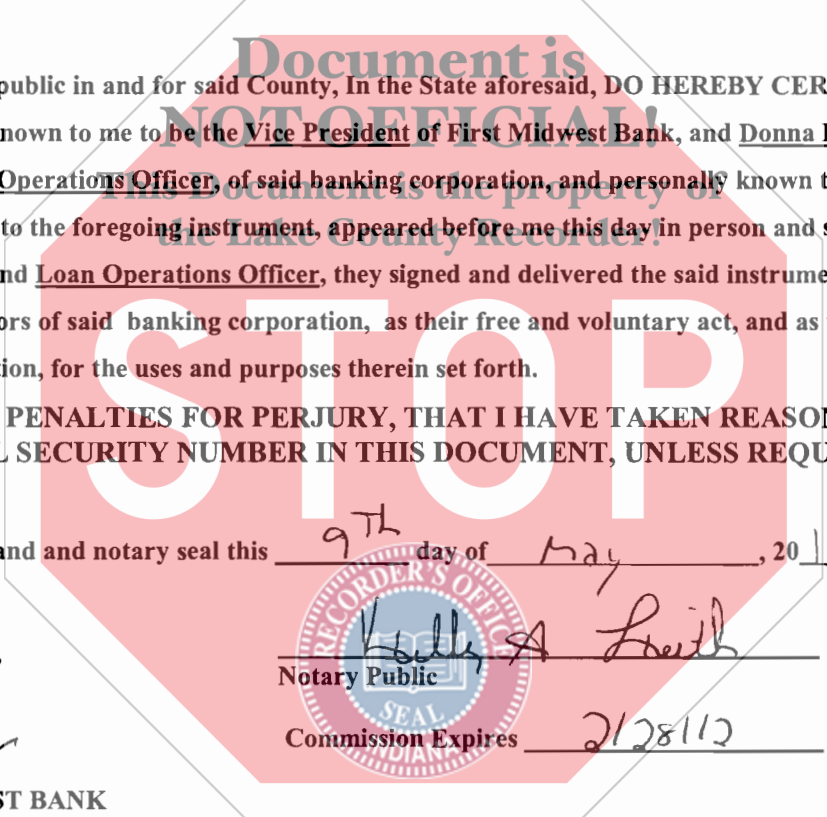 Document is
public in and for said County, In the State aforesaid, DO HEREBY CER
NOT OFFICIAL!
nown to me to be the Vice President of First Midwest Bank, and Donna
Operations Officer, of said banking corporation, and personally known t
This Document is the property of
to the foregoing instrument, appeared before me this day in person and s
the Lake County Recorder!
nd Loan Operations Officer, they signed and delivered the said instrume
STOP
ors of said banking corporation, as their free and voluntary act, and as
tion, for the uses and purposes therein set forth.
PENALTIES FOR PERJURY, THAT I HAVE TAKEN REASON
L SECURITY NUMBER IN THIS DOCUMENT, UNLESS REQU
and and notary seal this 9Th day of May, 201
RECORDER'S OFFICE
Holly A
Notary Public
SEAL
Commission Expires 2/28/12
INDIANA
ST BANK